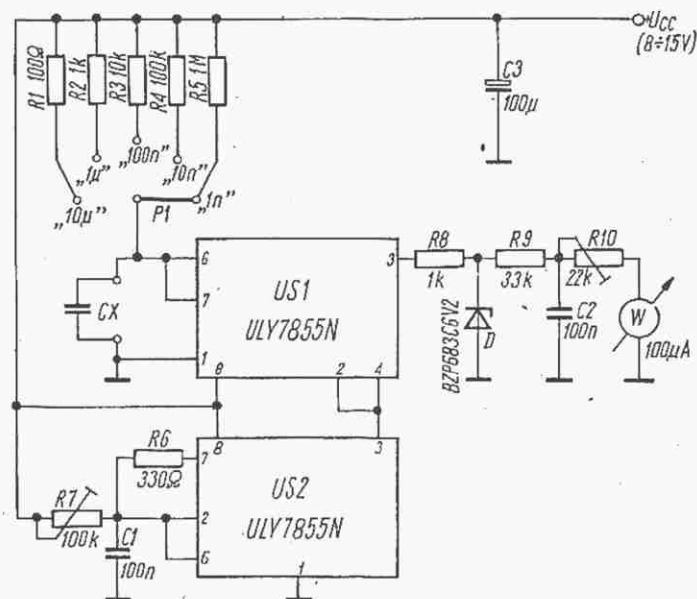 UCC
(8÷15V)
R1 100Ω
R2 1k
R3 10k
R4 100k
R5 1M
C3
100μ
„10μ”
„1μ”
„100n”
„10n”
„1n”
P1
CX
6
7
1
3
US1
ULY7855N
8
2
4
R8
1k
BZP683C6V2
D
R9
33k
R10
22k
C2
100n
W
100μA
R7
100k
C1
100n
R6
330Ω
8
3
7
2
6
US2
ULY7855N
1